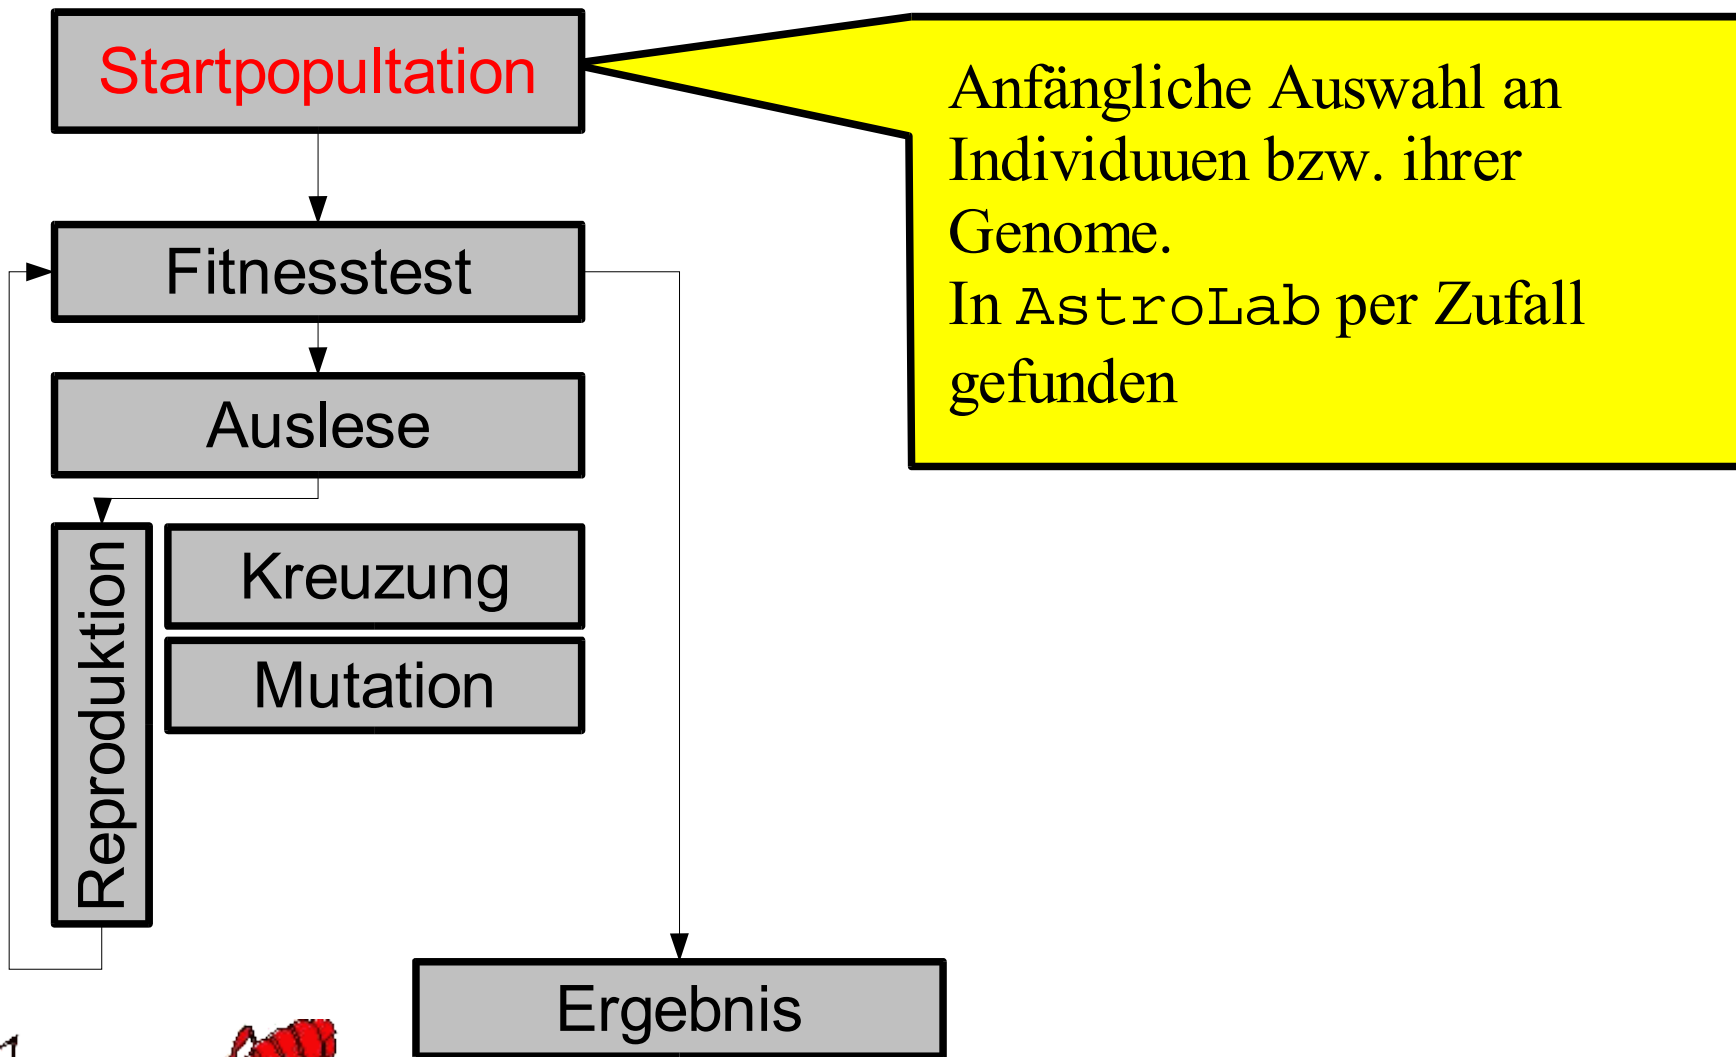 Startpopultation
Anfängliche Auswahl an
Individuuen bzw. ihrer
Genome.
In AstroLab per Zufall
gefunden
Fitnesstest
Auslese
Reproduktion
Kreuzung
Mutation
Ergebnis